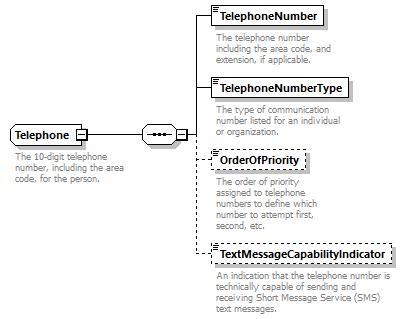 TelephoneNumber
The telephone number
including the area code, and
extension, if applicable.
TelephoneNumberType
The type of communication
number listed for an individual
or organization.
Telephone
The 10-digit telephone
number, including the area
code, for the person.
OrderOfPriority
The order of priority
assigned to telephone
numbers to define which
number to attempt first,
second, etc.
TextMessageCapabilityIndicator
An indication that the telephone number is
technically capable of sending and
receiving Short Message Service (SMS)
text messages.